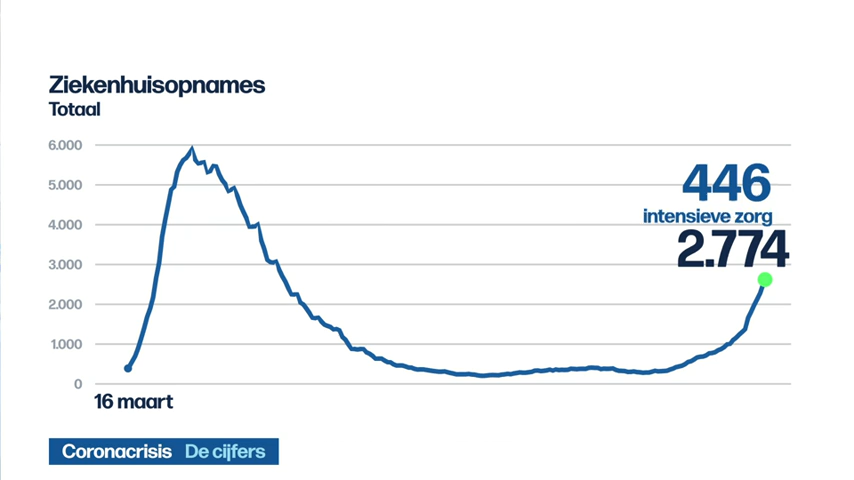 Ziekenhuisopnames
Totaal
6.000
5.000
4.000
3.000
2.000
1.000
0
446
intensieve zorg
2.774
16 maart
Coronacrisis De cijfers